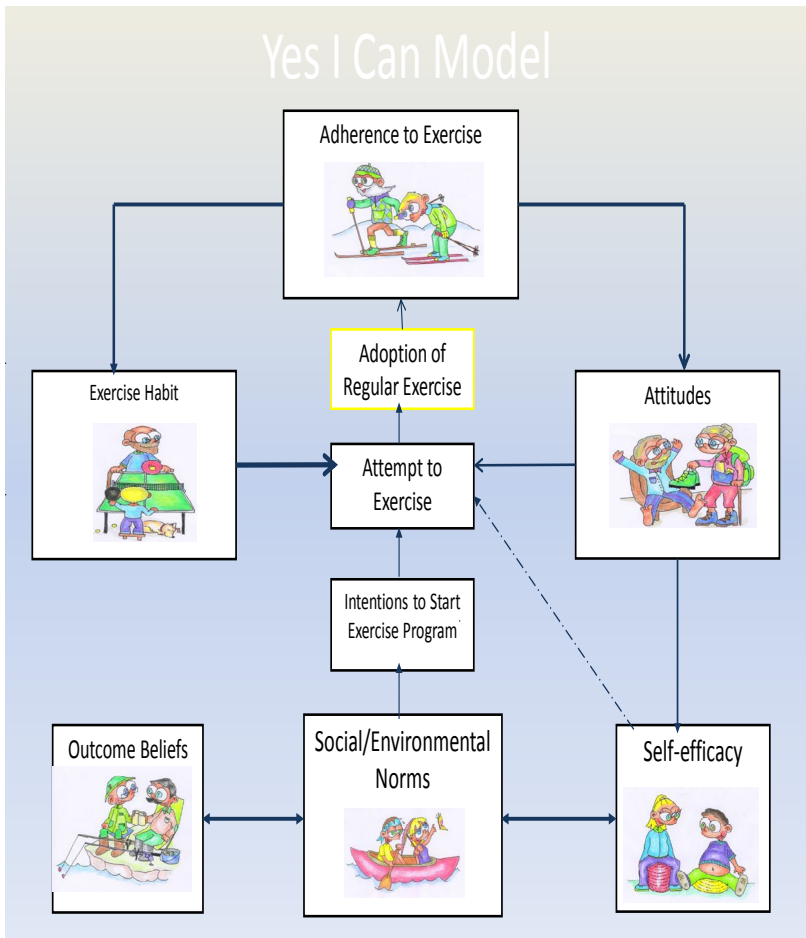 Yes I Can Model
Adherence to Exercise
Adoption of
Regular Exercise
Exercise Habit
Attitudes
Attempt to
Exercise
Intentions to Start
Exercise Program
Outcome Beliefs
Social/Environmental
Norms
Self-efficacy